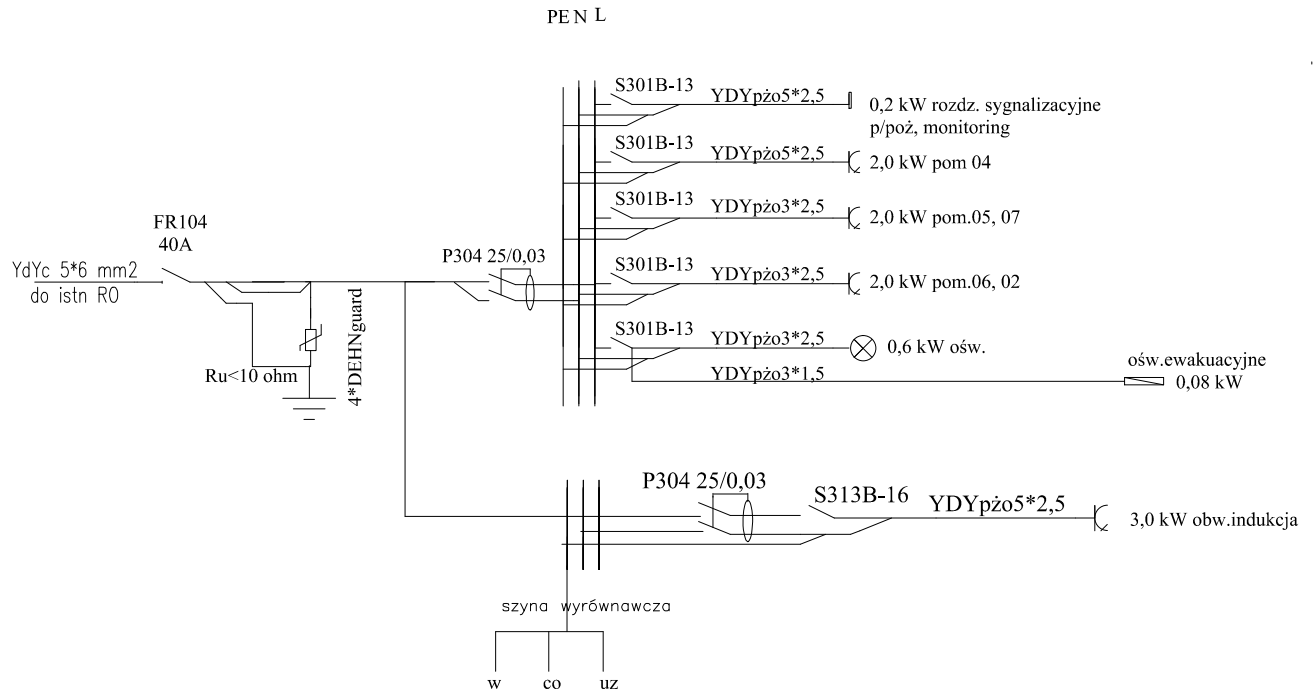 PE N L
S301B-13
YDYpżo5*2,5
0,2 kW rozdz. sygnalizacyjne
p/poż, monitoring
S301B-13
YDYpżo5*2,5
2,0 kW pom 04
S301B-13
YDYpżo3*2,5
2,0 kW pom.05, 07
FR104
40A
YdYc 5*6 mm2
do istn RO
P304 25/0,03
S301B-13
YDYpżo3*2,5
2,0 kW pom.06, 02
S301B-13
YDYpżo3*2,5
0,6 kW ośw.
YDYpżo3*1,5
ośw.ewakuacyjne
0,08 kW
Ru<10 ohm
4*DEHNguard
P304 25/0,03
S313B-16
YDYpżo5*2,5
3,0 kW obw.indukcja
szyna wyrównawcza
w co uz